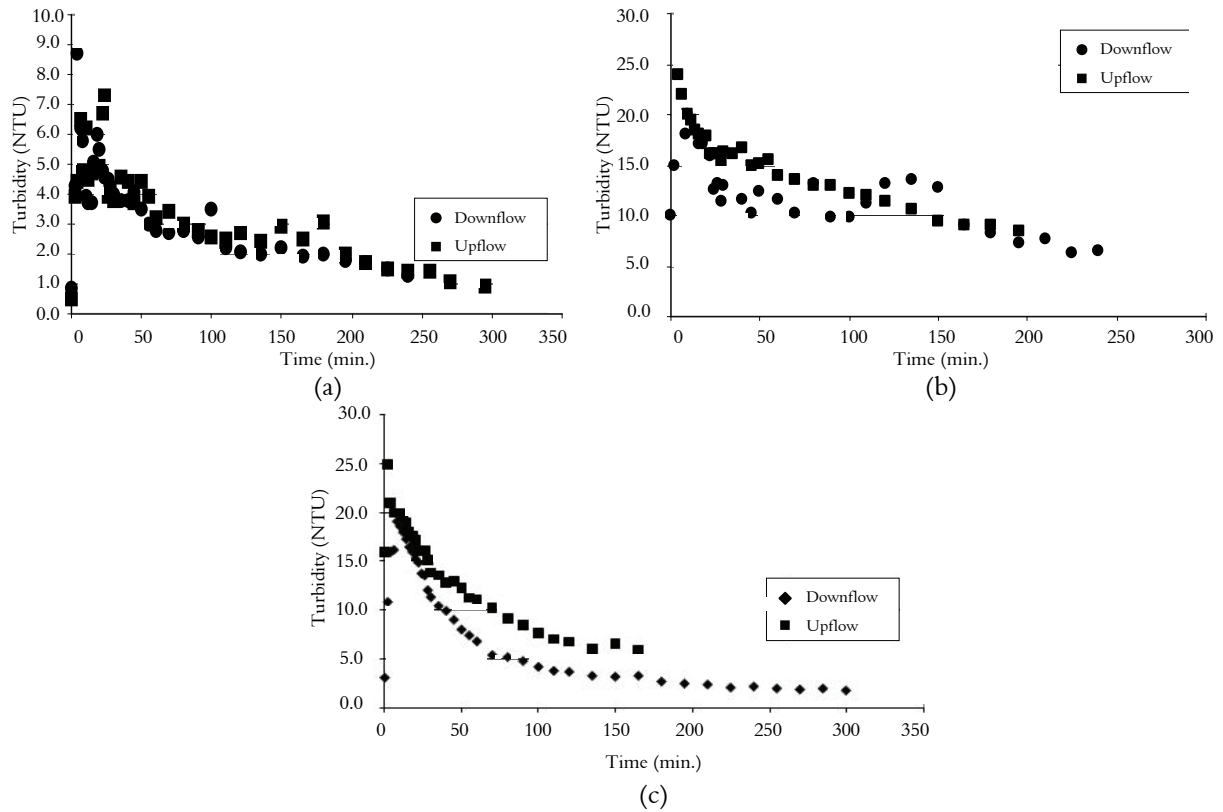 10.0
9.0
8.0
7.0
6.0
5.0
4.0
3.0
2.0
1.0
0.0
Turbidity (NTU)
Downflow
Upflow
0 50 100 150 200 250 300 350
Time (min.)
(a)
30.0
25.0
20.0
15.0
10.0
5.0
0.0
Turbidity (NTU)
Downflow
Upflow
0 50 100 150 200 250 300
Time (min.)
(b)
30.0
25.0
20.0
15.0
10.0
5.0
0.0
Turbidity (NTU)
Downflow
Upflow
0 50 100 150 200 250 300 350
Time (min.)
(c)